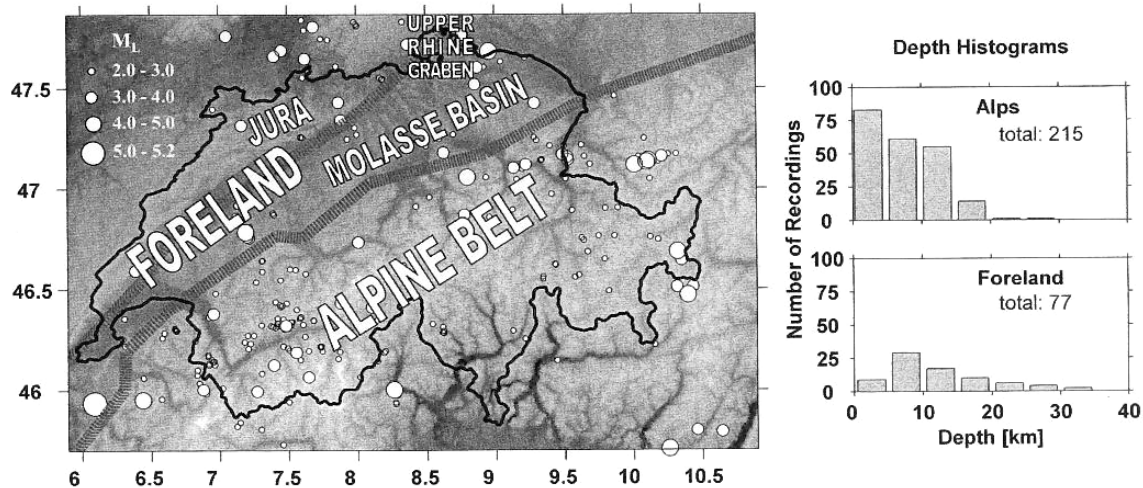 UPPER
RHINE
GRABEN
M_L
2.0 - 3.0
3.0 - 4.0
4.0 - 5.0
5.0 - 5.2
JURA
MOLASSE BASIN
FORELAND
ALPINE BELT
47.5
47
46.5
46
6
6.5
7
7.5
8
8.5
9
9.5
10
10.5
Depth Histograms
Number of Recordings
100
75
50
25
0
Alps
total: 215
100
75
50
25
0
Foreland
total: 77
0
10
20
30
40
Depth [km]